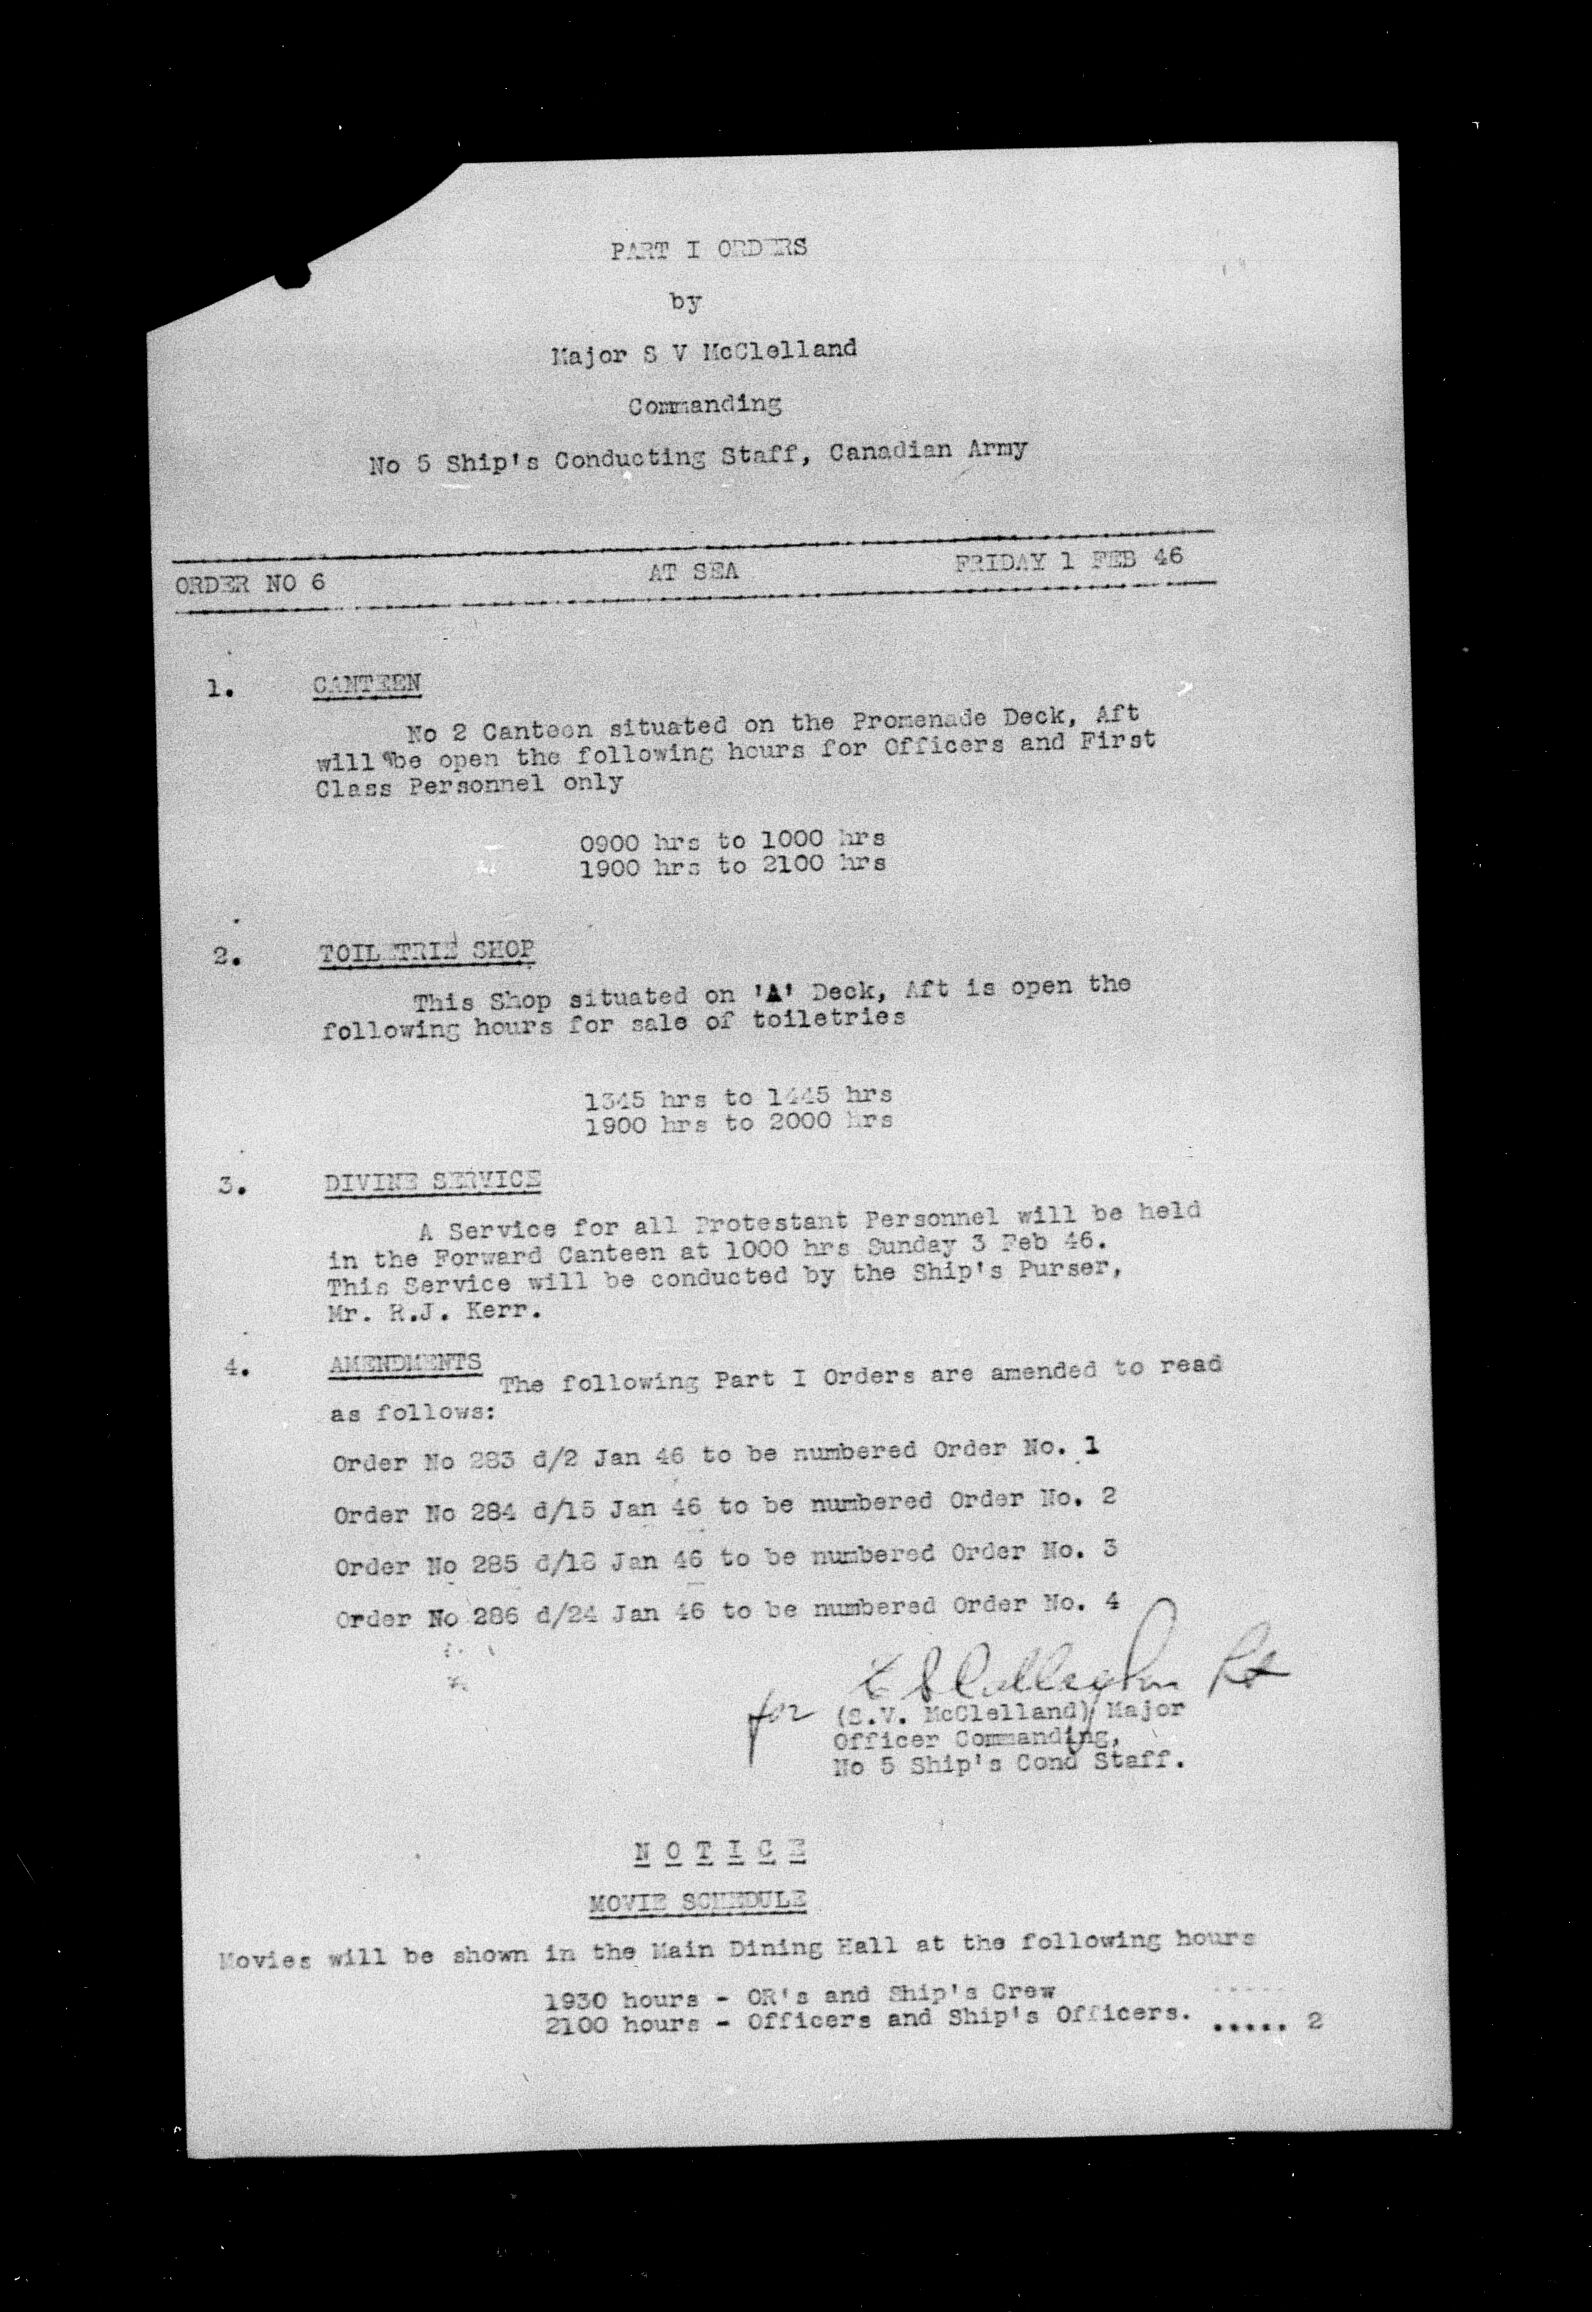 PART I ORDERS
by
Major S V McClelland
Commanding
No 5 Ship's Conducting Staff, Canadian Army
ORDER NO 6 AT SEA FRIDAY 1 FEB 46
1. CANTEEN
No 2 Canteen situated on the Promenade Deck, Aft
will be open the following hours for Officers and First
Class Personnel only
0900 hrs to 1000 hrs
1900 hrs to 2100 hrs
2. TOILETRIE SHOP
This Shop situated on 'A' Deck, Aft is open the
following hours for sale of toiletries
1345 hrs to 1445 hrs
1900 hrs to 2000 hrs
3. DIVINE SERVICE
A Service for all Protestant Personnel will be held
in the Forward Canteen at 1000 hrs Sunday 3 Feb 46.
This Service will be conducted by the Ship's Purser,
Mr. R.J. Kerr.
4. AMENDMENTS
The following Part I Orders are amended to read
as follows:
Order No 283 d/2 Jan 46 to be numbered Order No. 1
Order No 284 d/15 Jan 46 to be numbered Order No. 2
Order No 285 d/18 Jan 46 to be numbered Order No. 3
Order No 286 d/24 Jan 46 to be numbered Order No. 4
for (S.V. McClelland) Major
Officer Commanding,
No 5 Ship's Cond Staff.
N O T I C E
MOVIE SCHEDULE
Movies will be shown in the Main Dining Hall at the following hours
1930 hours - OR's and Ship's Crew
2100 hours - Officers and Ship's Officers. ..... 2